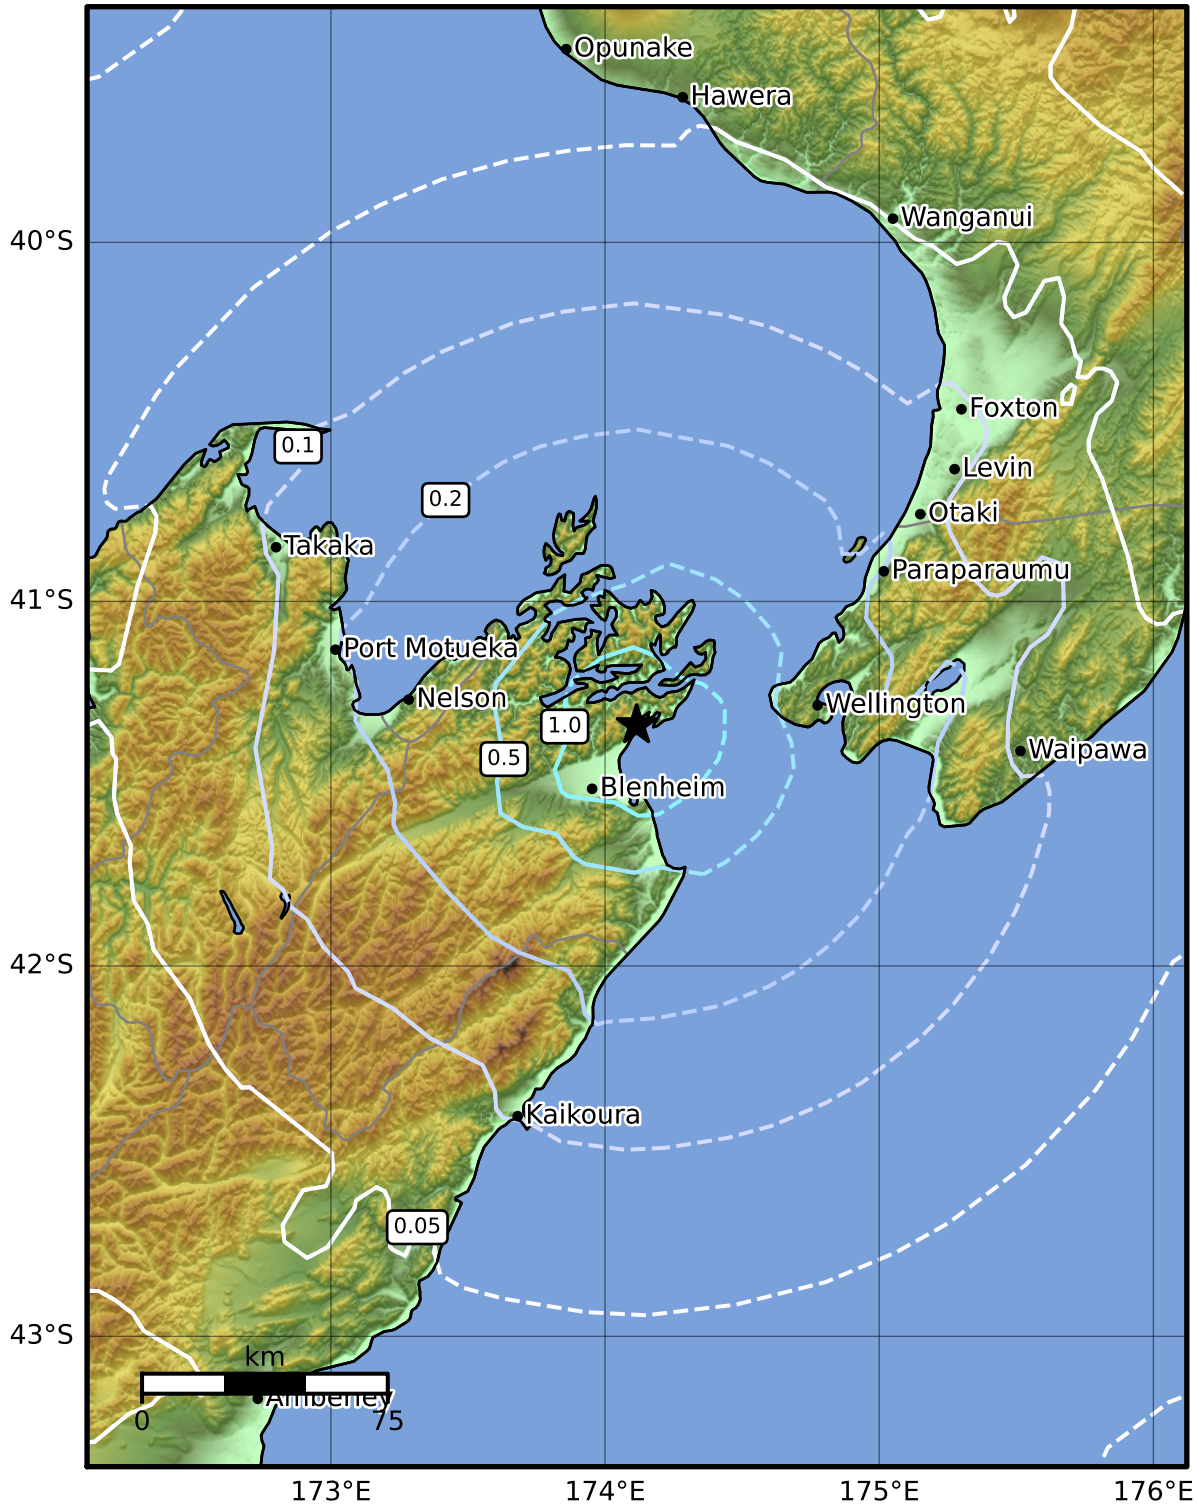 Opunake
Hawera
Wanganui
40°S
Foxton
0.1
Levin
0.2
Otaki
Takaka
Paraparaumu
41°S
Port Motueka
Nelson
Wellington
1.0
0.5
Waipawa
Blenheim
42°S
Kaikoura
0.05
43°S
km
Amberley
0
75
173°E
174°E
175°E
176°E